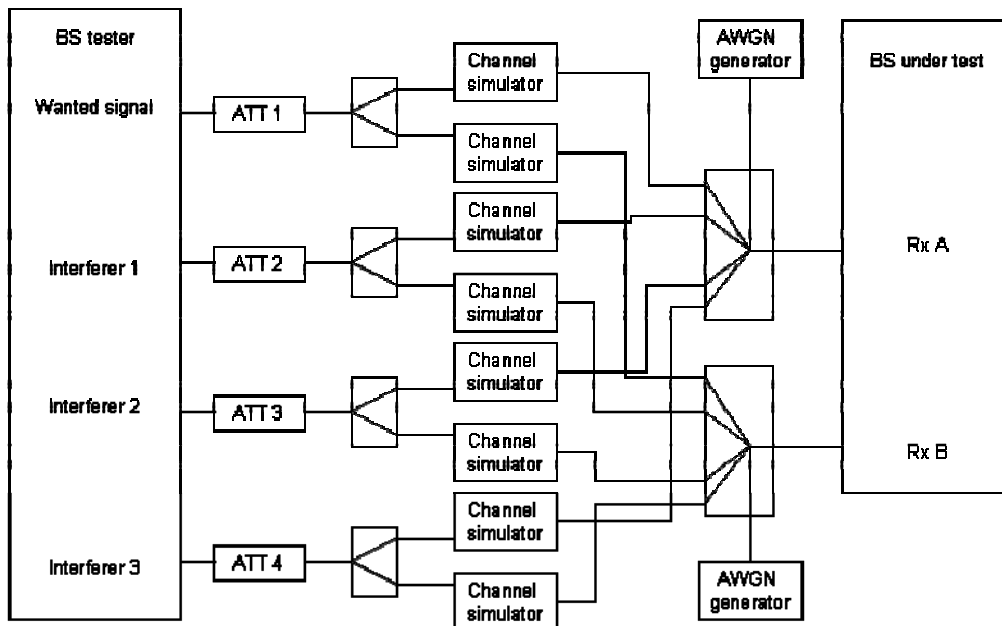 BS tester
Wanted signal
Interferer 1
Interferer 2
Interferer 3
ATT 1
ATT 2
ATT 3
ATT 4
Channel
simulator
Channel
simulator
Channel
simulator
Channel
simulator
Channel
simulator
Channel
simulator
Channel
simulator
Channel
simulator
AWGN
generator
AWGN
generator
BS under test
Rx A
Rx B